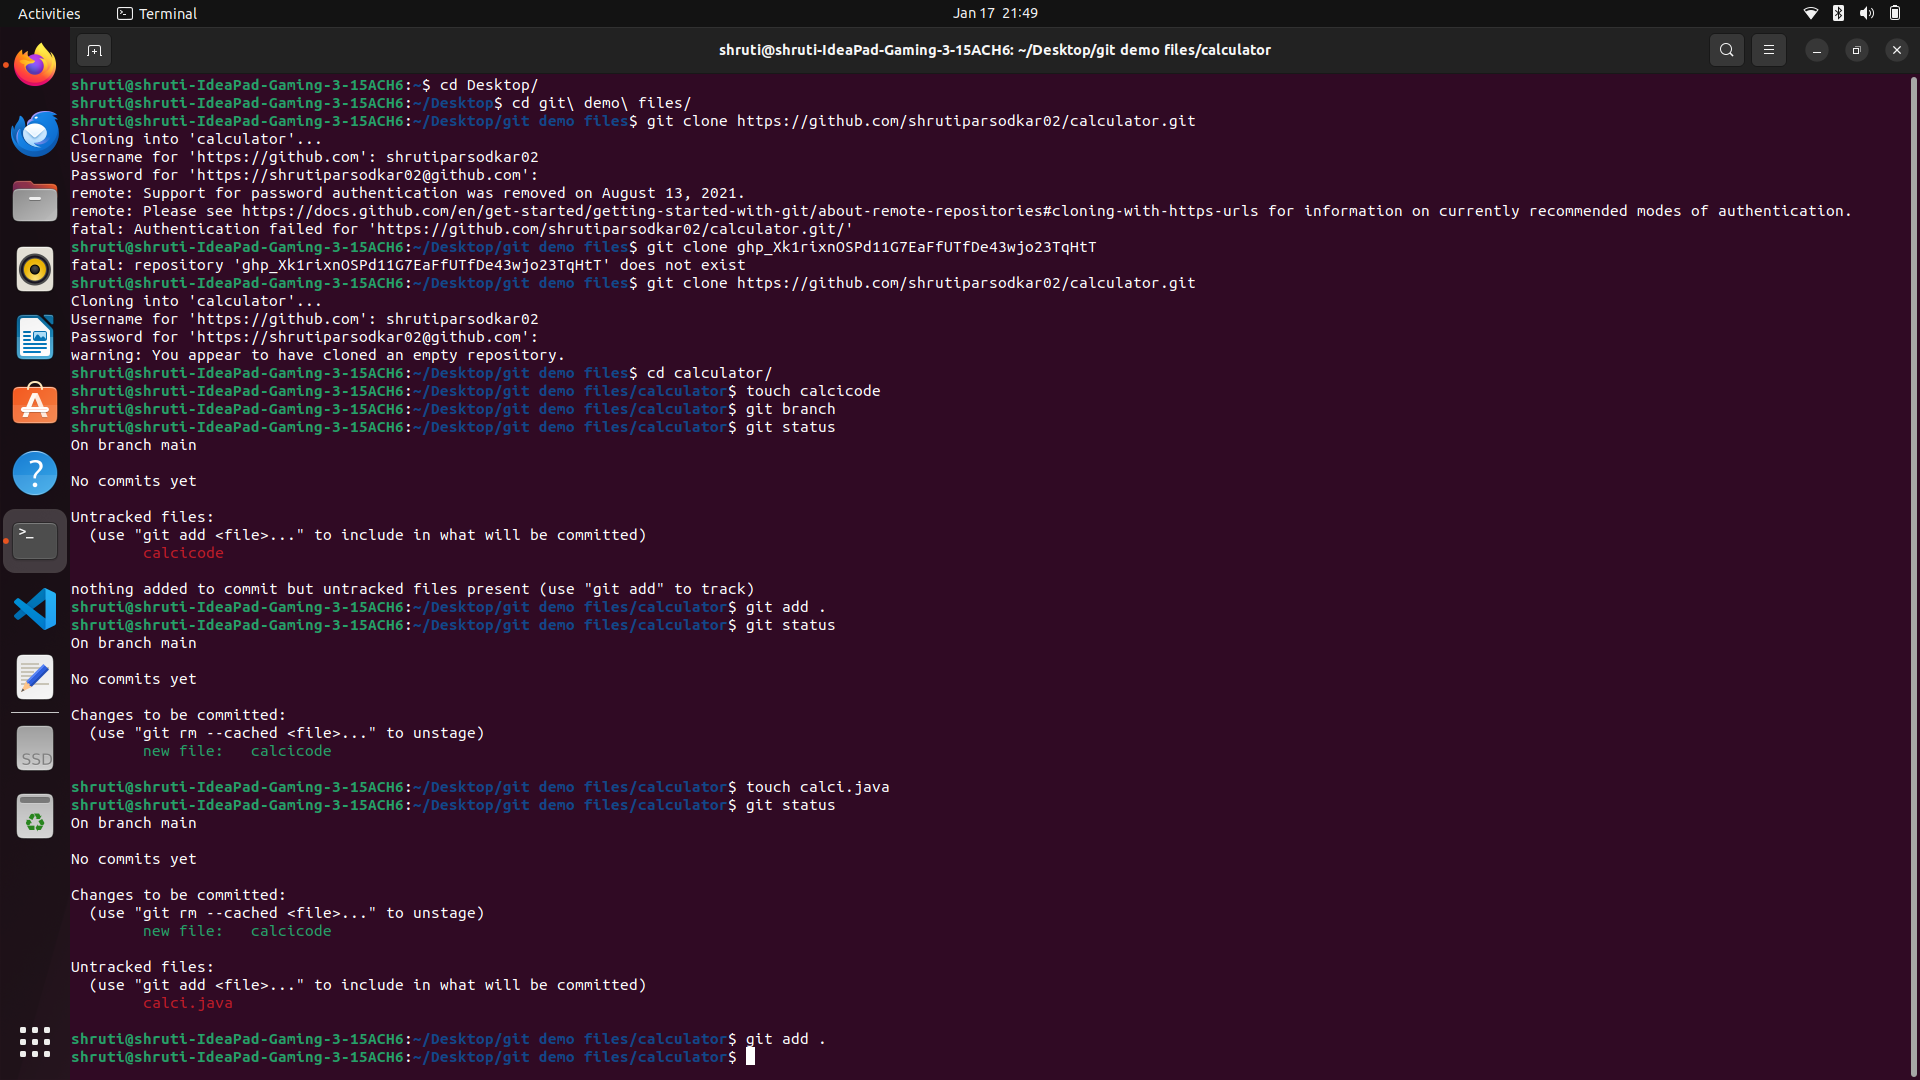 Activities
Terminal
Jan 17 21:49
shruti@shruti-IdeaPad-Gaming-3-15ACH6: ~/Desktop/git demo files/calculator
shruti@shruti-IdeaPad-Gaming-3-15ACH6:~$ cd Desktop/
shruti@shruti-IdeaPad-Gaming-3-15ACH6:~/Desktop$ cd git\ demo\ files/
shruti@shruti-IdeaPad-Gaming-3-15ACH6:~/Desktop/git demo files$ git clone https://github.com/shrutiparsodkar02/calculator.git
Cloning into 'calculator'...
Username for 'https://github.com': shrutiparsodkar02
Password for 'https://shrutiparsodkar02@github.com':
remote: Support for password authentication was removed on August 13, 2021.
remote: Please see https://docs.github.com/en/get-started/getting-started-with-git/about-remote-repositories#cloning-with-https-urls for information on currently recommended modes of authentication.
fatal: Authentication failed for 'https://github.com/shrutiparsodkar02/calculator.git/'
shruti@shruti-IdeaPad-Gaming-3-15ACH6:~/Desktop/git demo files$ git clone 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
fatal: repository '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' does not exist
shruti@shruti-IdeaPad-Gaming-3-15ACH6:~/Desktop/git demo files$ git clone https://github.com/shrutiparsodkar02/calculator.git
Cloning into 'calculator'...
Username for 'https://github.com': shrutiparsodkar02
Password for 'https://shrutiparsodkar02@github.com':
warning: You appear to have cloned an empty repository.
shruti@shruti-IdeaPad-Gaming-3-15ACH6:~/Desktop/git demo files$ cd calculator/
shruti@shruti-IdeaPad-Gaming-3-15ACH6:~/Desktop/git demo files/calculator$ touch calcicode
shruti@shruti-IdeaPad-Gaming-3-15ACH6:~/Desktop/git demo files/calculator$ git branch
shruti@shruti-IdeaPad-Gaming-3-15ACH6:~/Desktop/git demo files/calculator$ git status
On branch main
No commits yet
Untracked files:
(use "git add <file>..." to include in what will be committed)
calcicode
nothing added to commit but untracked files present (use "git add" to track)
shruti@shruti-IdeaPad-Gaming-3-15ACH6:~/Desktop/git demo files/calculator$ git add .
shruti@shruti-IdeaPad-Gaming-3-15ACH6:~/Desktop/git demo files/calculator$ git status
On branch main
No commits yet
Changes to be committed:
(use "git rm --cached <file>..." to unstage)
new file:   calcicode
shruti@shruti-IdeaPad-Gaming-3-15ACH6:~/Desktop/git demo files/calculator$ touch calci.java
shruti@shruti-IdeaPad-Gaming-3-15ACH6:~/Desktop/git demo files/calculator$ git status
On branch main
No commits yet
Changes to be committed:
(use "git rm --cached <file>..." to unstage)
new file:   calcicode
Untracked files:
(use "git add <file>..." to include in what will be committed)
calci.java
shruti@shruti-IdeaPad-Gaming-3-15ACH6:~/Desktop/git demo files/calculator$ git add .
shruti@shruti-IdeaPad-Gaming-3-15ACH6:~/Desktop/git demo files/calculator$
SSD